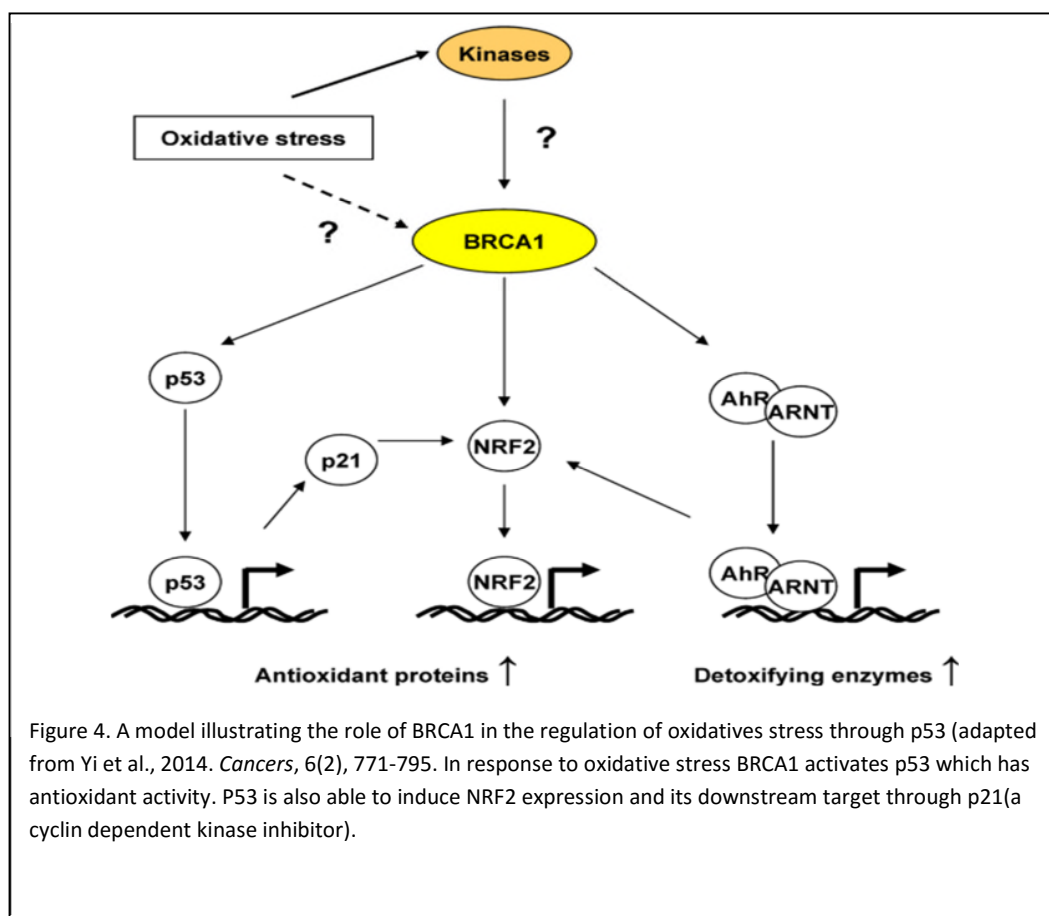 Kinases
Oxidative stress
?
?
BRCA1
p53
AhR
ARNT
p21
NRF2
p53
NRF2
AhR
ARNT
Antioxidant proteins ↑
Detoxifying enzymes ↑
Figure 4. A model illustrating the role of BRCA1 in the regulation of oxidatives stress through p53 (adapted
from Yi et al., 2014. Cancers, 6(2), 771-795. In response to oxidative stress BRCA1 activates p53 which has
antioxidant activity. P53 is also able to induce NRF2 expression and its downstream target through p21(a
cyclin dependent kinase inhibitor).